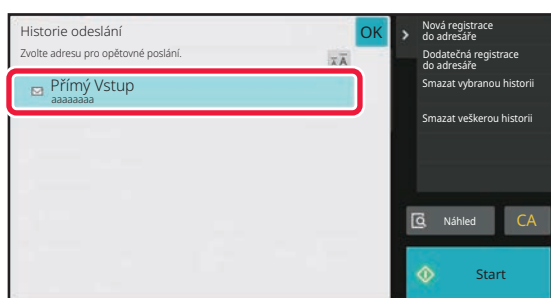 Historie odeslání
OK
Zvolte adresu pro opětovné poslání.
Přímý Vstup
aaaaaaaa
Nová registrace
do adresáře
Dodatečná registrace
do adresáře
Smazat vybranou historii
Smazat veškerou historii
Náhled
CA
Start